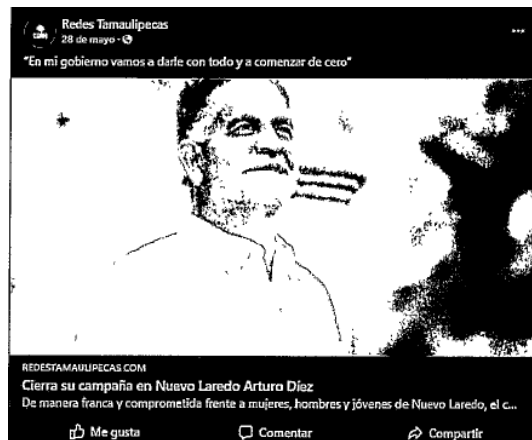 Redes Tamaulipecas
28 de mayo ·
"En mi gobierno vamos a darle con todo y a comenzar de cero"
REDESTAMAULIPECAS.COM
Cierra su campaña en Nuevo Laredo Arturo Díez
De manera franca y comprometida frente a mujeres, hombres y jóvenes de Nuevo Laredo, el c...
Me gusta
Comentar
Compartir